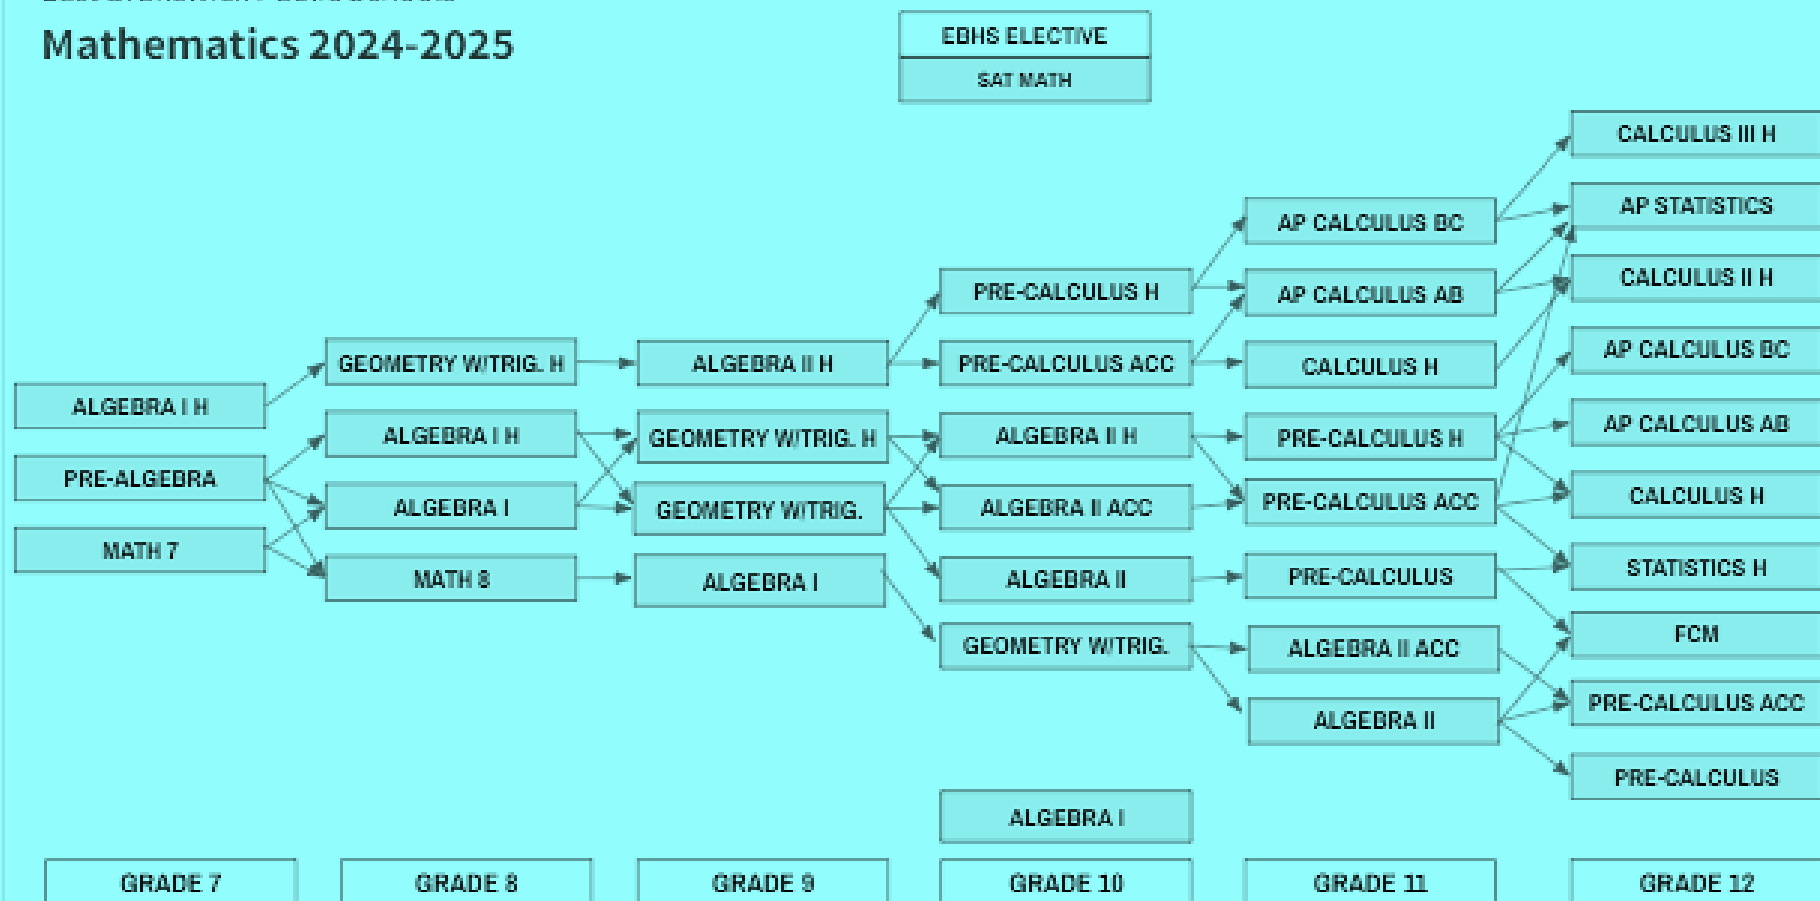 Mathematics 2024-2025
EBHS ELECTIVE
SAT MATH
ALGEBRA I H
PRE-ALGEBRA
MATH 7
GEOMETRY W/TRIG. H
ALGEBRA I H
ALGEBRA I
MATH 8
ALGEBRA II H
GEOMETRY W/TRIG. H
GEOMETRY W/TRIG.
ALGEBRA I
PRE-CALCULUS H
PRE-CALCULUS ACC
ALGEBRA II H
ALGEBRA II ACC
ALGEBRA II
GEOMETRY W/TRIG.
ALGEBRA I
AP CALCULUS BC
AP CALCULUS AB
CALCULUS H
PRE-CALCULUS H
PRE-CALCULUS ACC
PRE-CALCULUS
ALGEBRA II ACC
ALGEBRA II
CALCULUS III H
AP STATISTICS
CALCULUS II H
AP CALCULUS BC
AP CALCULUS AB
CALCULUS H
STATISTICS H
FCM
PRE-CALCULUS ACC
PRE-CALCULUS
GRADE 7
GRADE 8
GRADE 9
GRADE 10
GRADE 11
GRADE 12